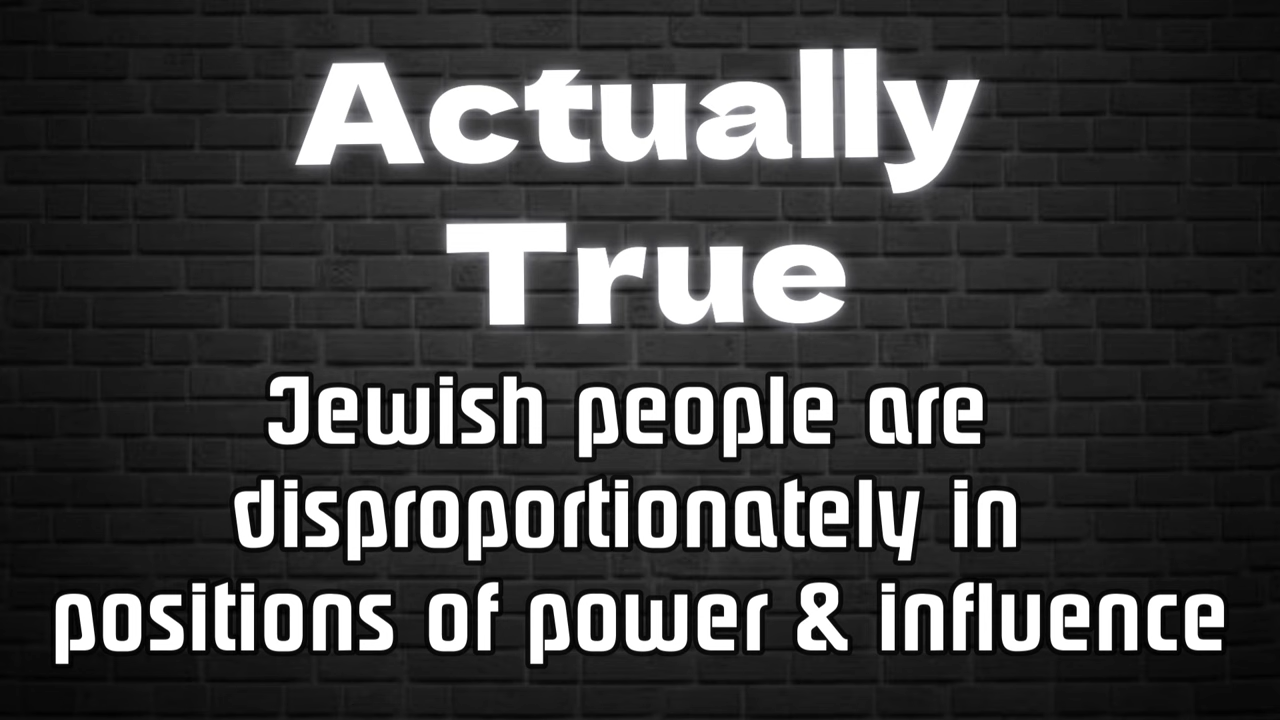 Actually
True
Jewish people are
disproportionately in
positions of power & influence